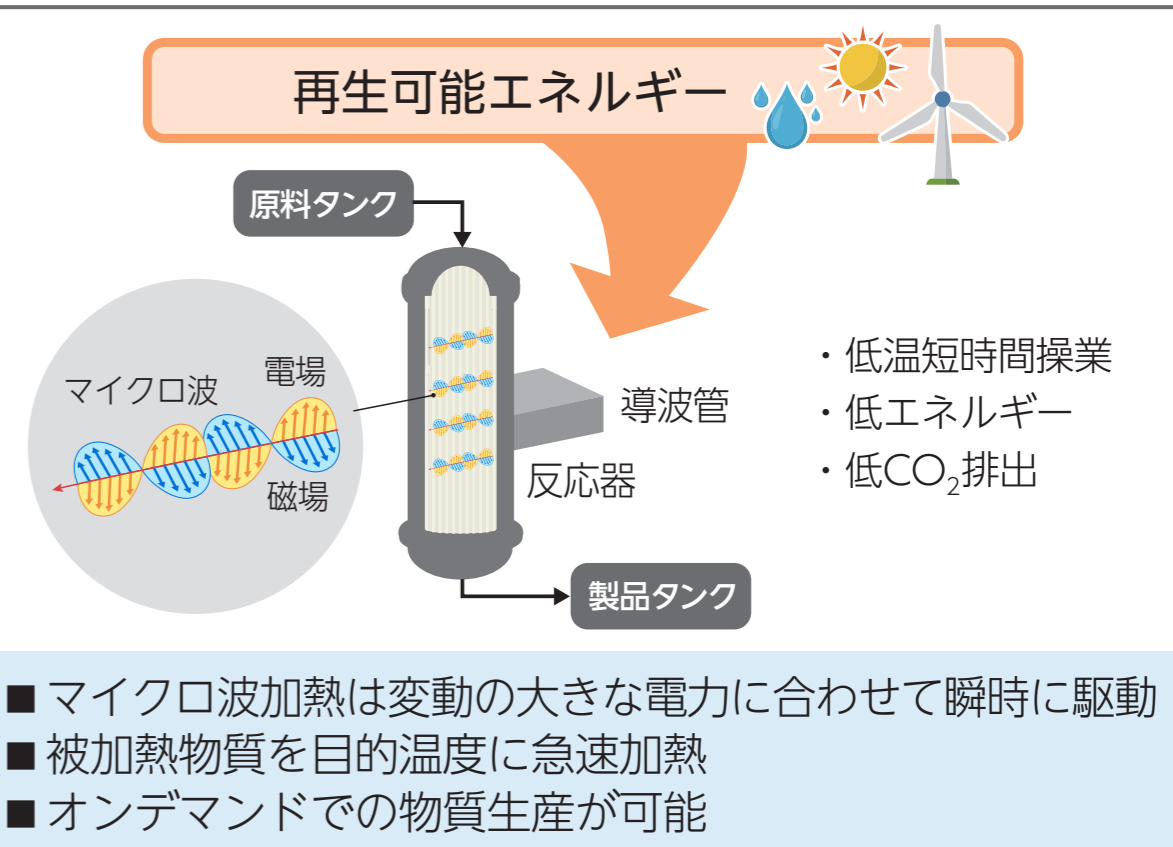 再生可能エネルギー
原料タンク
マイクロ波
電場
磁場
導波管
反応器
製品タンク
・低温短時間操業
・低エネルギー
・低CO₂排出
■マイクロ波加熱は変動の大きな電力に合わせて瞬時に駆動
■被加熱物質を目的温度に急速加熱
■オンデマンドでの物質生産が可能